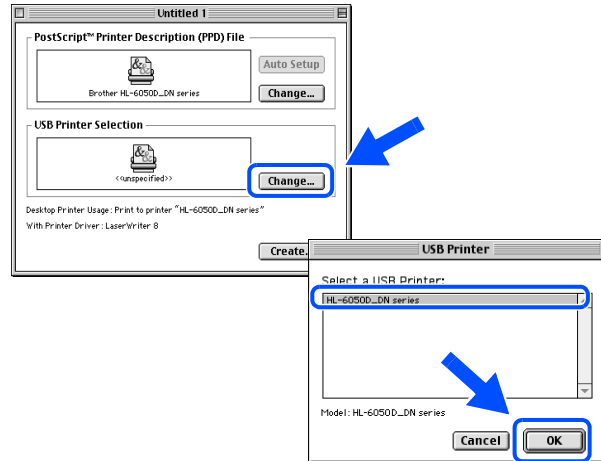 Untitled 1
PostScript™ Printer Description (PPD) File
Auto Setup
Brother HL-6050D_DN series
Change...
USB Printer Selection
<<unspecified>>
Change...
Desktop Printer Usage: Print to printer "HL-6050D_DN series"
With Printer Driver: LaserWriter 8
Create.
USB Printer
Select a USB Printer:
HL-6050D_DN series
Model: HL-6050D_DN series
Cancel
OK